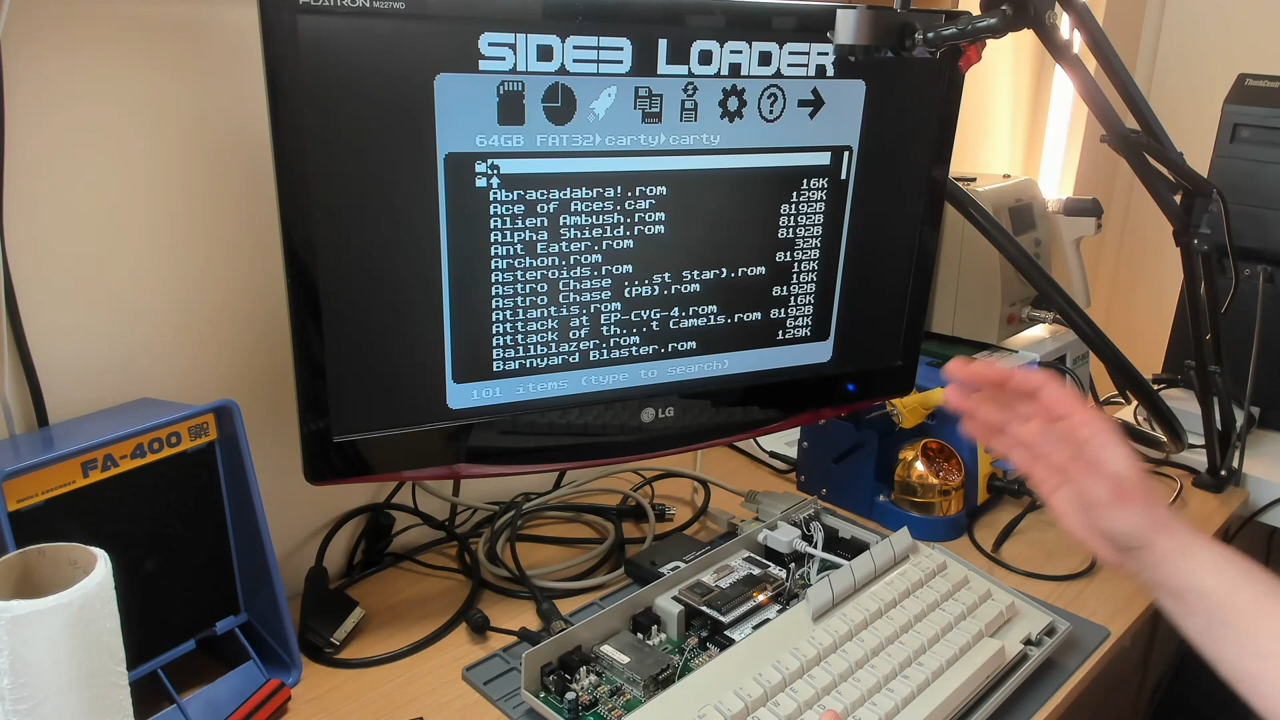 FLATRON M227WD
SIDE3 LOADER
64GB FAT32 carty carty
Abracadabra!.rom 16K
Ace of Aces.car 129K
Alien Ambush.rom 8192B
Alpha Shield.rom 8192B
Ant Eater.rom 8192B
Archon.rom 32K
Asteroids.rom 8192B
Astro Chase ...st Star).rom 16K
Astro Chase (PB).rom 16K
Atlantis.rom 8192B
Attack at EP-CYG-4.rom 16K
Attack of th...t Camels.rom 8192B
Ballblazer.rom 64K
Barnyard Blaster.rom 129K
101 items (type to search)
LG
FA-400
ESD
SAFE
SMOKE ABSORBER